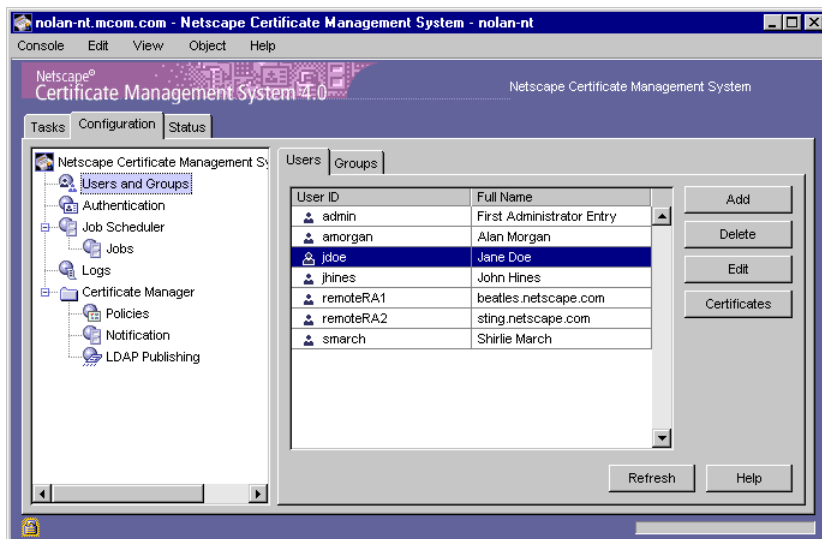 nolan-nt.mcom.com - Netscape Certificate Management System - nolan-nt
Console Edit View Object Help
Netscape®
Certificate Management System 4.0
Netscape Certificate Management System
Tasks Configuration Status
Netscape Certificate Management Sy
Users and Groups
Authentication
Job Scheduler
Jobs
Logs
Certificate Manager
Policies
Notification
LDAP Publishing
Users Groups
User ID Full Name
admin First Administrator Entry
amorgan Alan Morgan
jdoe Jane Doe
jhines John Hines
remoteRA1 beatles.netscape.com
remoteRA2 sting.netscape.com
smarch Shirlie March
Add
Delete
Edit
Certificates
Refresh Help